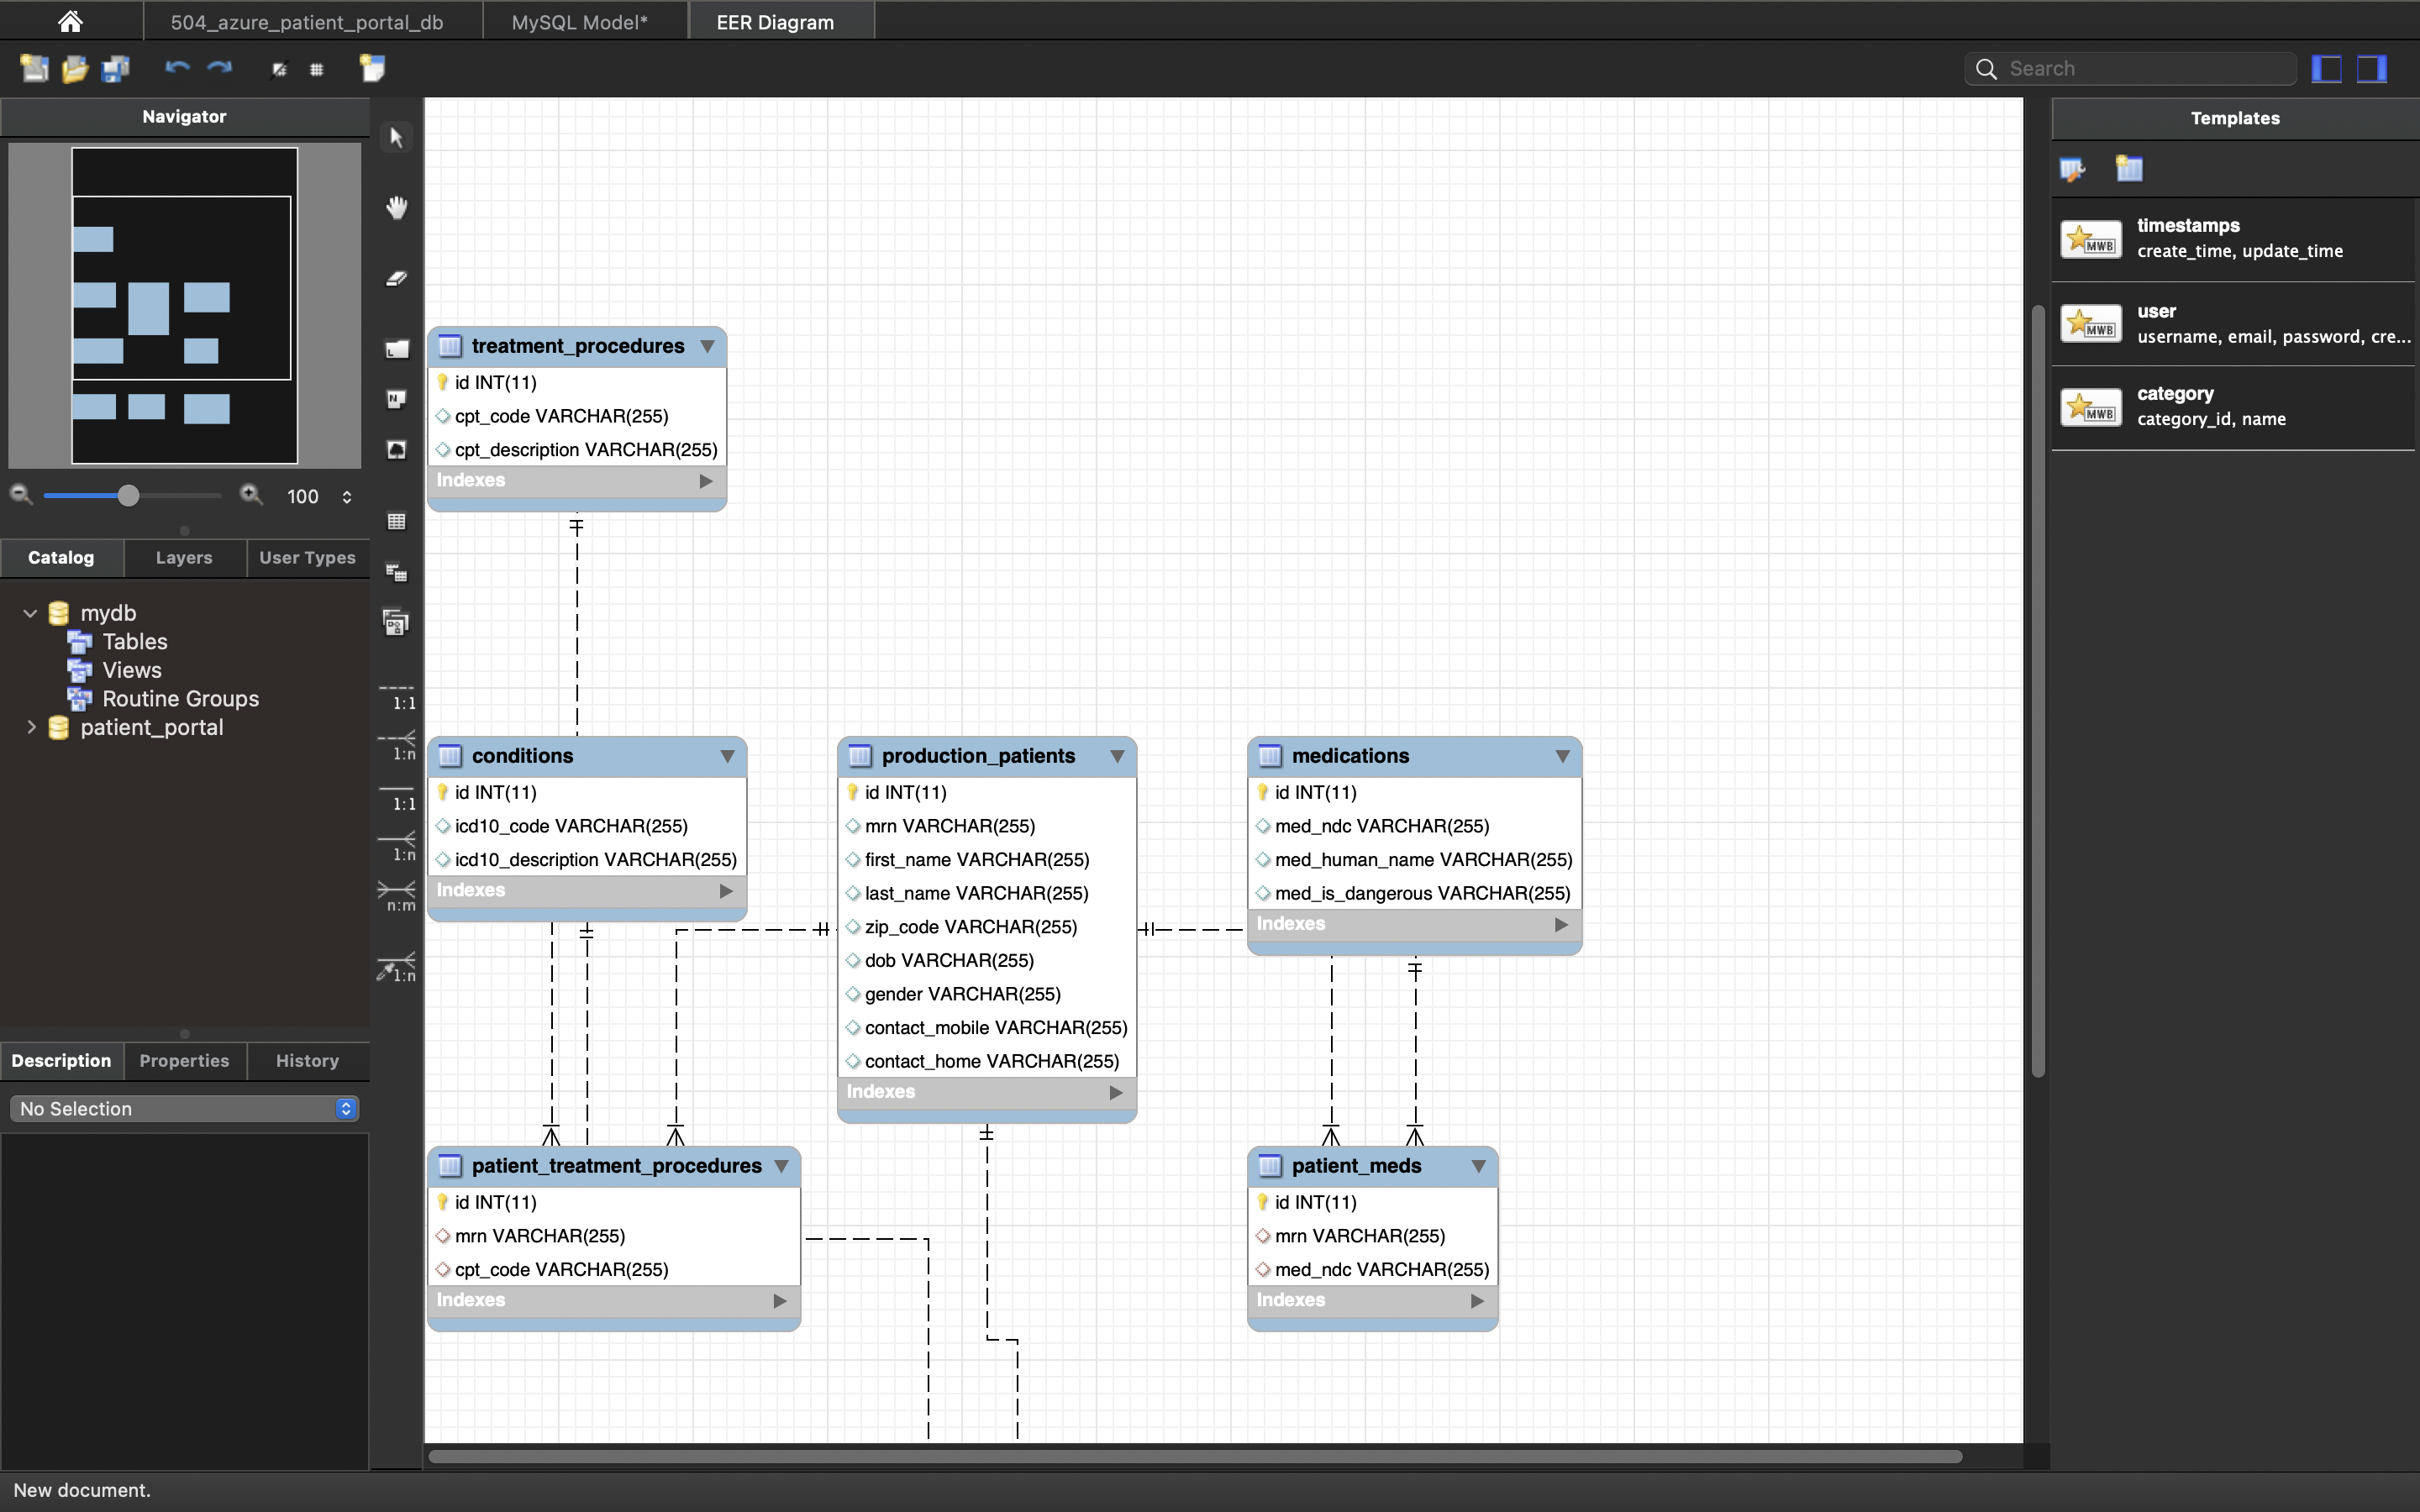 504_azure_patient_portal_db
MySQL Model*
EER Diagram
Search
Navigator
100
Catalog
Layers
User Types
mydb
Tables
Views
Routine Groups
patient_portal
Description
Properties
History
No Selection
New document.
L
N
1:1
1:n
1:1
1:n
n:m
1:n
treatment_procedures
id INT(11)
cpt_code VARCHAR(255)
cpt_description VARCHAR(255)
Indexes
conditions
id INT(11)
icd10_code VARCHAR(255)
icd10_description VARCHAR(255)
Indexes
production_patients
id INT(11)
mrn VARCHAR(255)
first_name VARCHAR(255)
last_name VARCHAR(255)
zip_code VARCHAR(255)
dob VARCHAR(255)
gender VARCHAR(255)
contact_mobile VARCHAR(255)
contact_home VARCHAR(255)
Indexes
medications
id INT(11)
med_ndc VARCHAR(255)
med_human_name VARCHAR(255)
med_is_dangerous VARCHAR(255)
Indexes
patient_treatment_procedures
id INT(11)
mrn VARCHAR(255)
cpt_code VARCHAR(255)
Indexes
patient_meds
id INT(11)
mrn VARCHAR(255)
med_ndc VARCHAR(255)
Indexes
Templates
MWB
timestamps
create_time, update_time
MWB
user
username, email, password, cre...
MWB
category
category_id, name